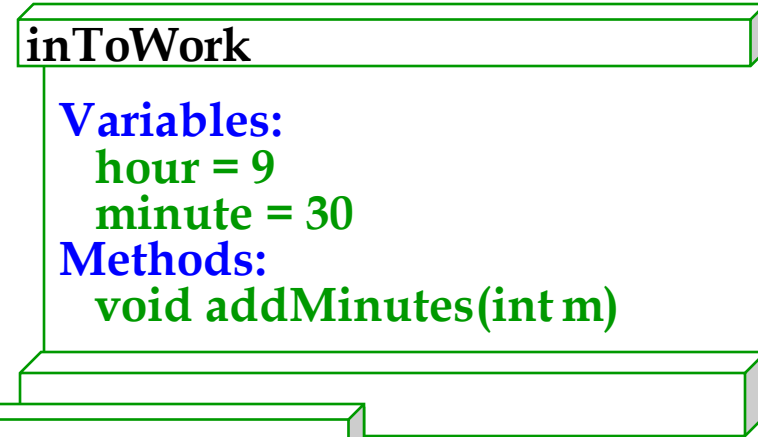 inToWork
Variables:
hour = 9
minute = 30
Methods:
void addMinutes(int m)